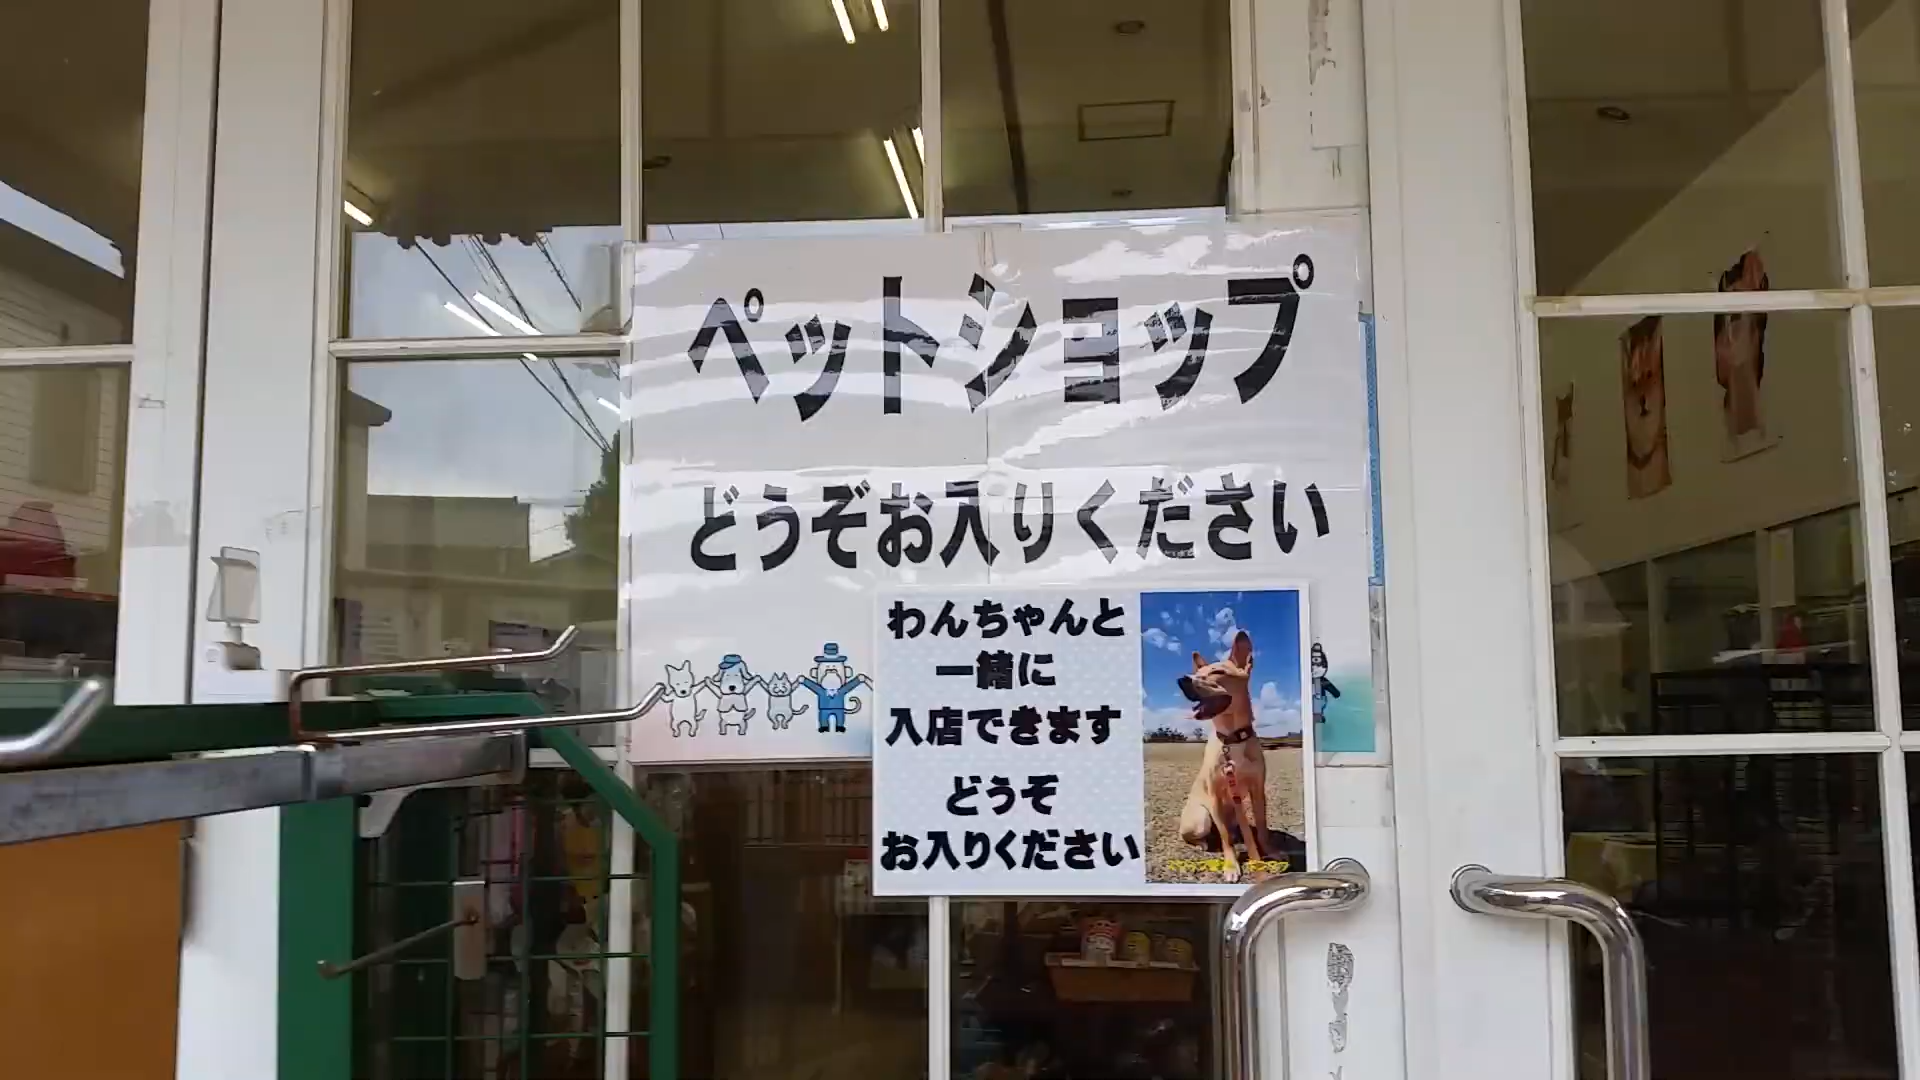 ペットショップ
どうぞお入りください
わんちゃんと
一緒に
入店できます
どうぞ
お入りください